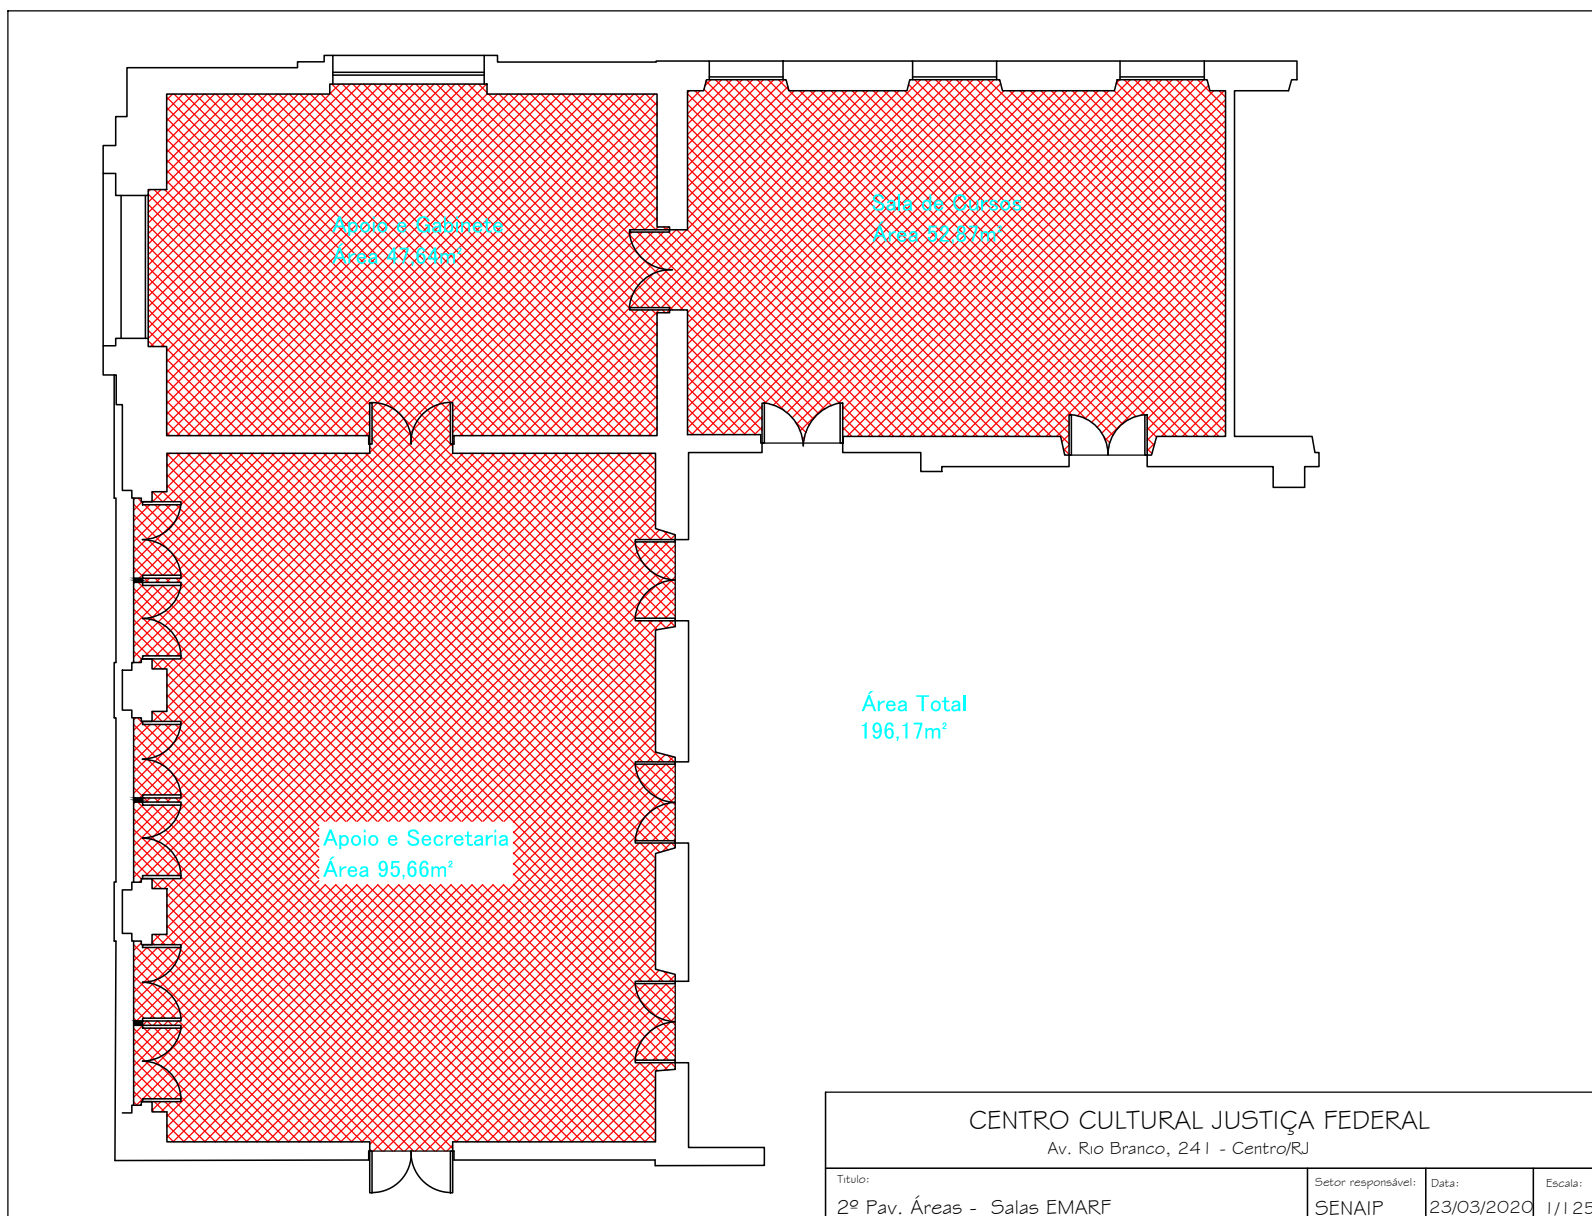 Apoio e Gabinete
Área 47,64m²
Sala de Cursos
Área 52,87m²
Área Total
196,17m²
Apoio e Secretaria
Área 95,66m²
CENTRO CULTURAL JUSTIÇA FEDERAL
Av. Rio Branco, 241 - Centro/RJ
Título:
2º Pav. Áreas - Salas EMARF
Setor responsável:
SENAIP
Data:
23/03/2020
Escala:
1/125